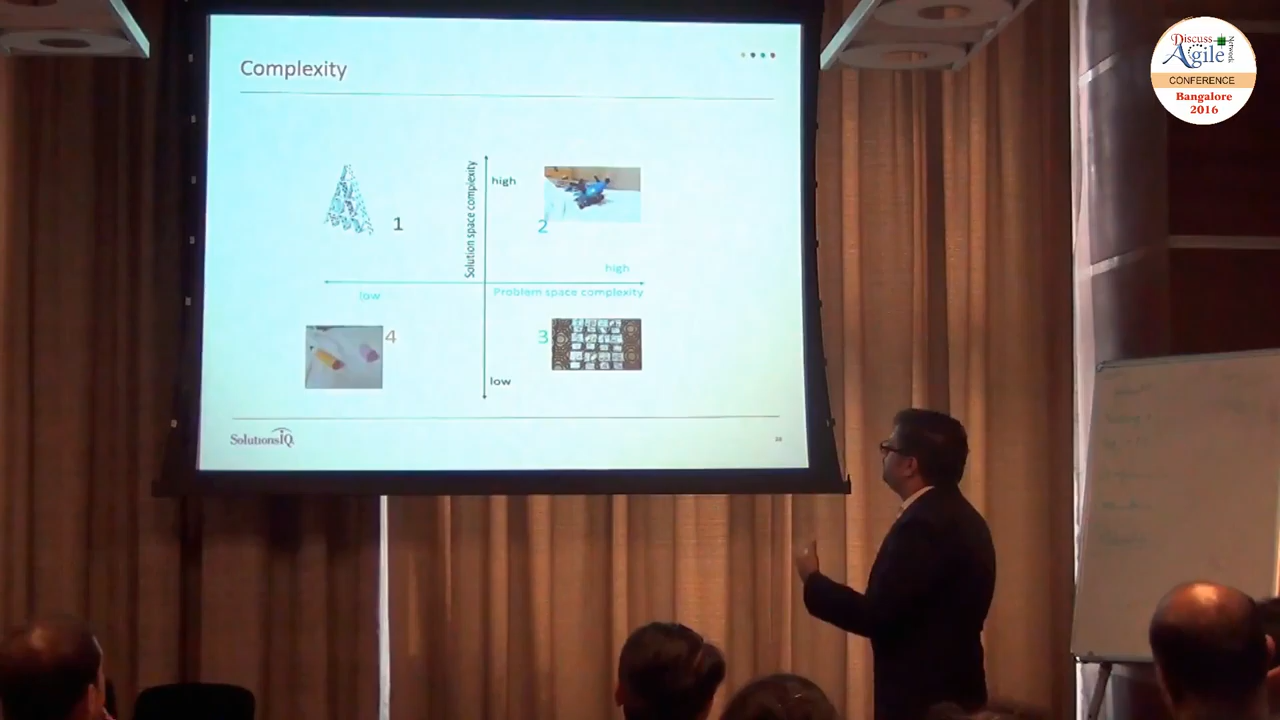 Complexity
Solution space complexity
high
1
2
high
low
Problem space complexity
4
3
low
SolutionsIQ
Discuss
Agile
Network
CONFERENCE
Bangalore
2016